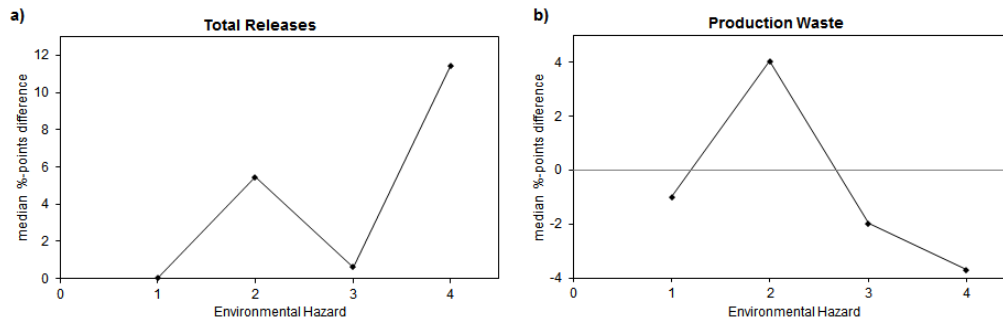 a)
Total Releases
median %-points difference
12
10
8
6
4
2
0
0 1 2 3 4
Environmental Hazard
b)
Production Waste
median %-points difference
4
2
0
-2
-4
0 1 2 3 4
Environmental Hazard